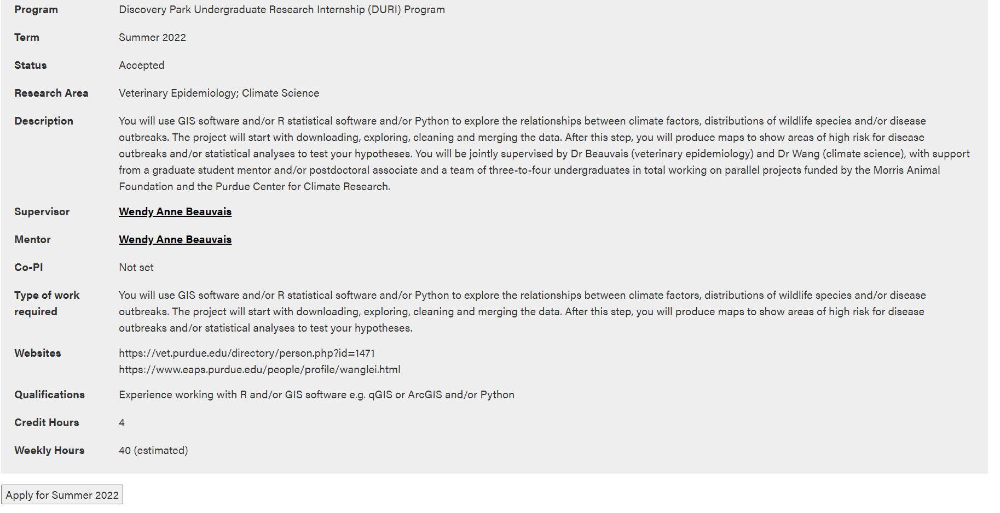 Program Discovery Park Undergraduate Research Internship (DURI) Program
Term Summer 2022
Status Accepted
Research Area Veterinary Epidemiology; Climate Science
Description You will use GIS software and/or R statistical software and/or Python to explore the relationships between climate factors, distributions of wildlife species and/or disease
outbreaks. The project will start with downloading, exploring, cleaning and merging the data. After this step, you will produce maps to show areas of high risk for disease
outbreaks and/or statistical analyses to test your hypotheses. You will be jointly supervised by Dr Beauvais (veterinary epidemiology) and Dr Wang (climate science), with support
from a graduate student mentor and/or postdoctoral associate and a team of three-to-four undergraduates in total working on parallel projects funded by the Morris Animal
Foundation and the Purdue Center for Climate Research.
Supervisor Wendy Anne Beauvais
Mentor Wendy Anne Beauvais
Co-PI Not set
Type of work You will use GIS software and/or R statistical software and/or Python to explore the relationships between climate factors, distributions of wildlife species and/or disease
required outbreaks. The project will start with downloading, exploring, cleaning and merging the data. After this step, you will produce maps to show areas of high risk for disease
outbreaks and/or statistical analyses to test your hypotheses.
Websites https://vet.purdue.edu/directory/person.php?id=1471
https://www.eaps.purdue.edu/people/profile/wanglei.html
Qualifications Experience working with R and/or GIS software e.g. qGIS or ArcGIS and/or Python
Credit Hours 4
Weekly Hours 40 (estimated)
Apply for Summer 2022